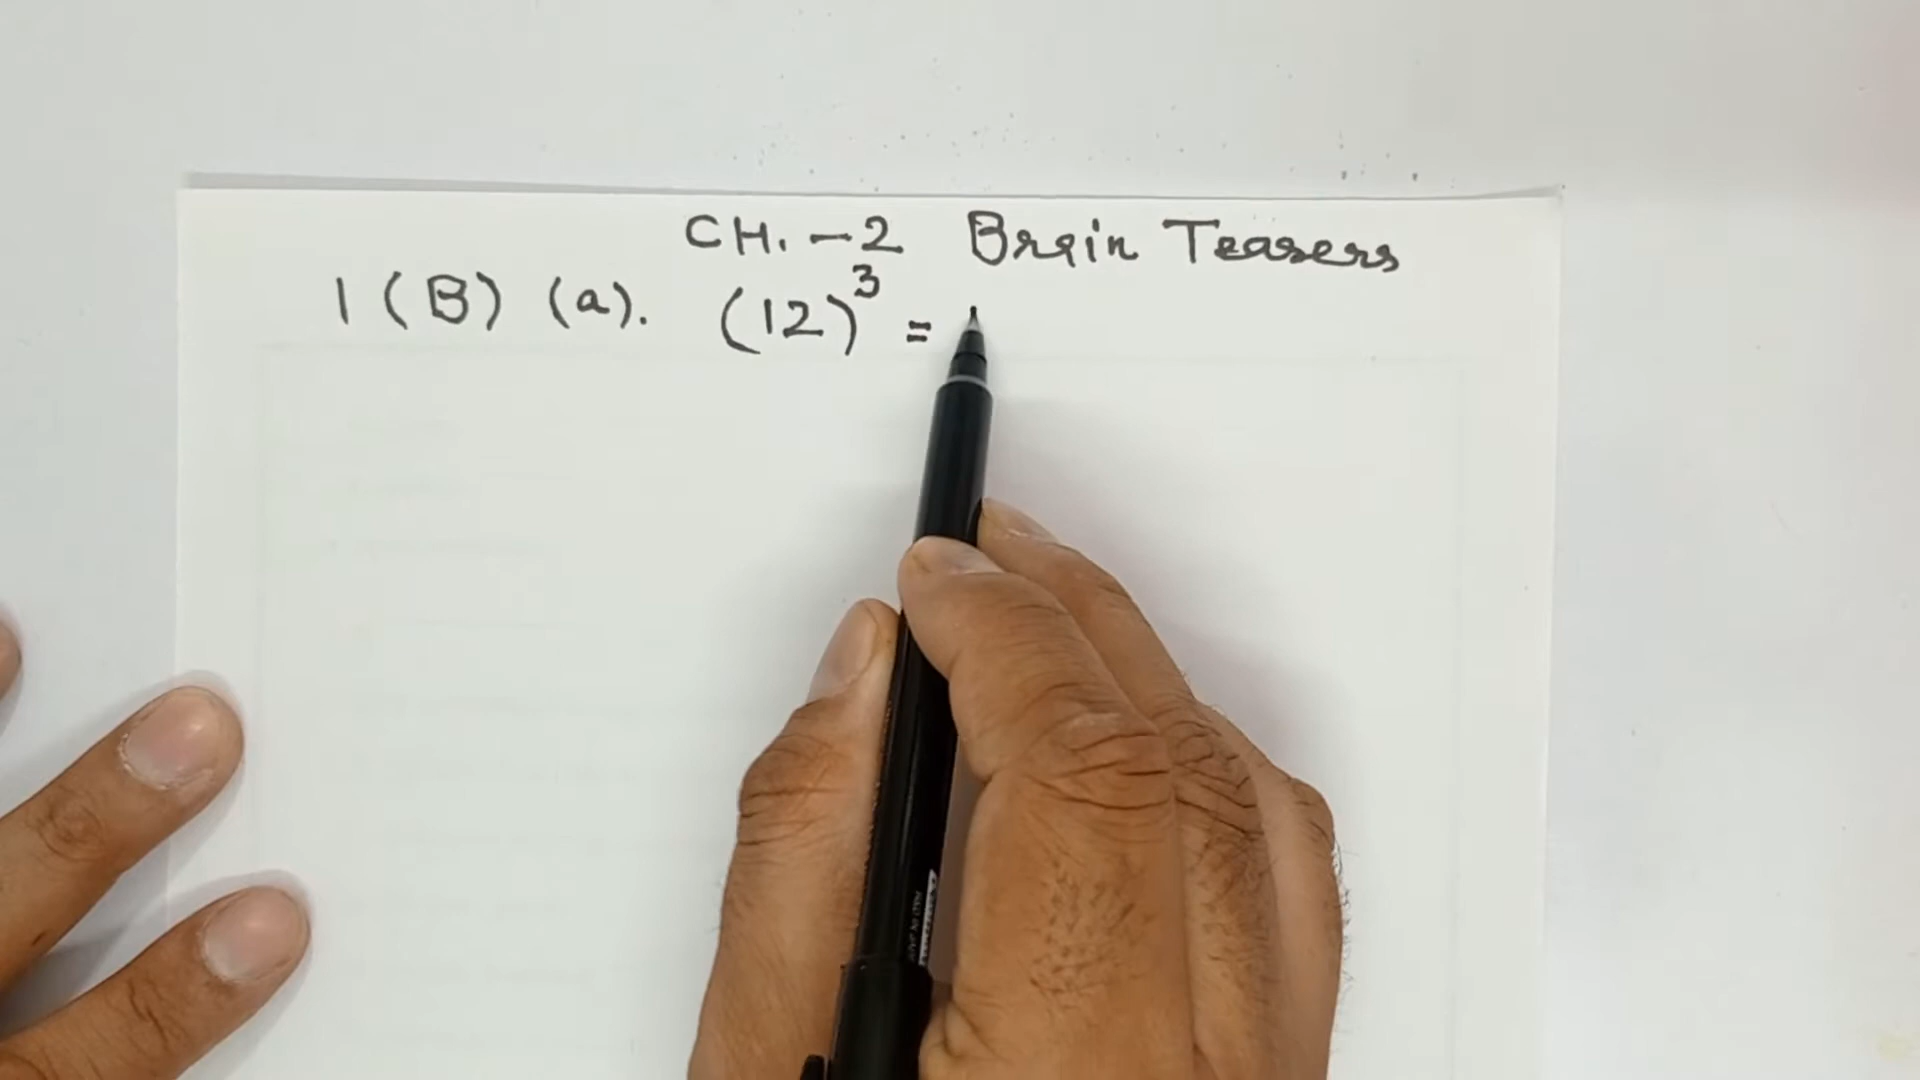 CH. - 2 Brain Teasers
1 (B) (a). (12)³ =